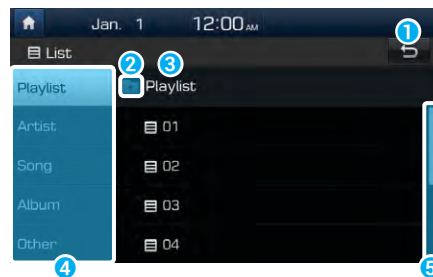 Jan. 1 12:00 AM
1
List
2 3
Playlist
Playlist
Artist
01
Song
02
Album
03
Other
04
4 5